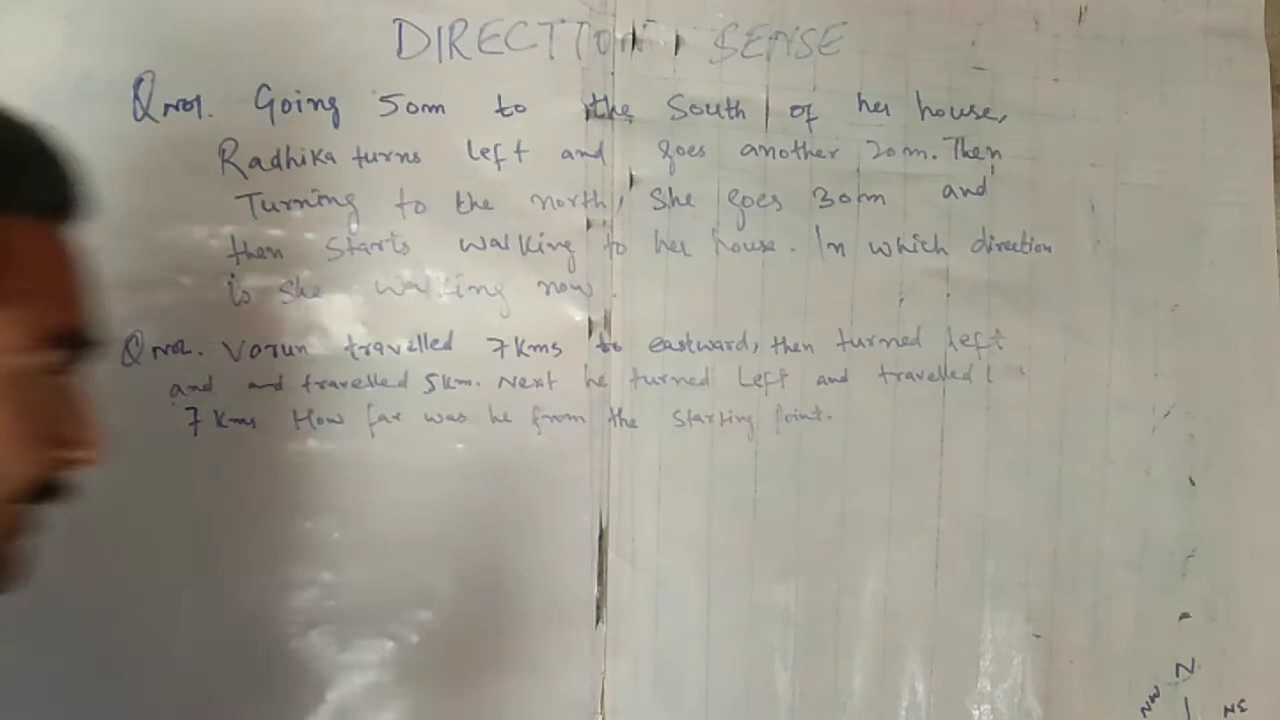 DIRECTION SENSE
Q no1. Going 50m to the South of her house,
Radhika turns left and goes another 20m. Then
Turning to the north, She goes 30m and
then Starts walking to her house. In which direction
is she walking now
Q no2. Varun travelled 7Kms to eastward, then turned left
and and travelled 5km. Next he turned Left and travelled
7 Kms How far was he from the Starting Point.
N
NW
NE